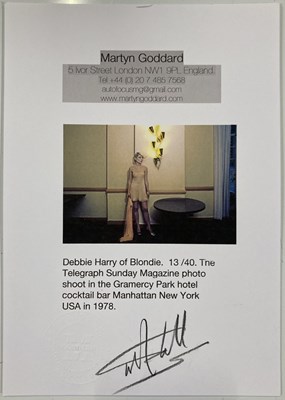 Martyn Goddard
5 Ivor Street London NW1 9PL England.
Tel +44 (0) 20 7 485 7568
autofocusmg@gmail.com
www.martyngoddard.com
Debbie Harry of Blondie. 13 /40. The
Telegraph Sunday Magazine photo
shoot in the Gramercy Park hotel
cocktail bar Manhattan New York
USA in 1978.